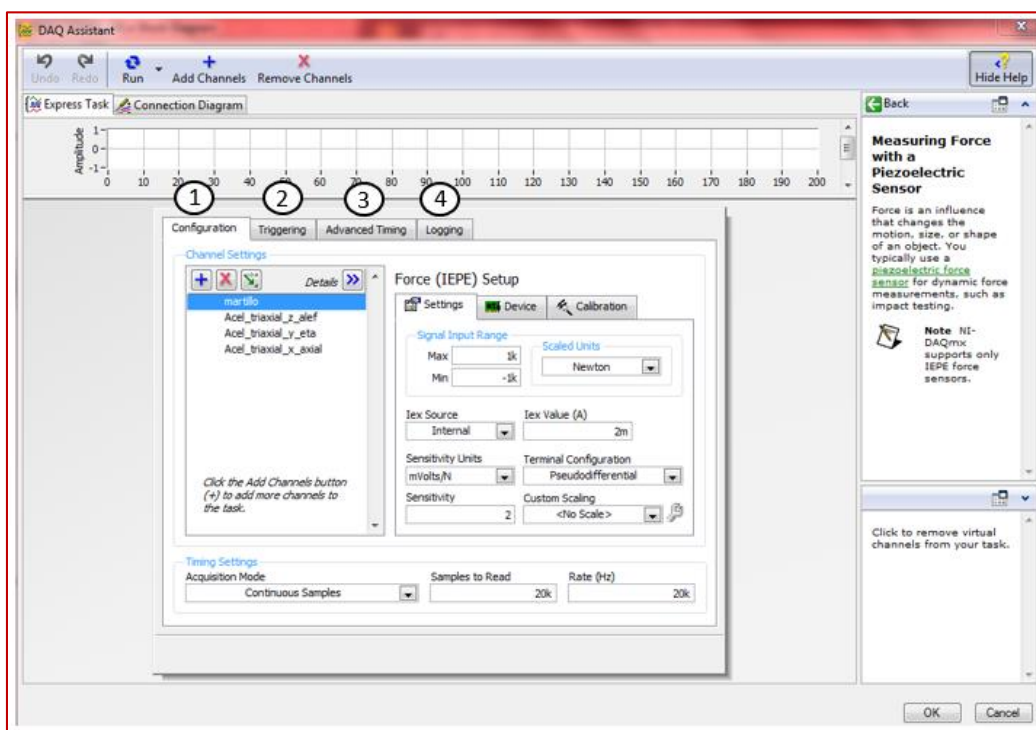 DAQ Assistant
Undo Redo Run Add Channels Remove Channels Hide Help
Express Task Connection Diagram Back
Amplitude
1
0
-1
0 10 20 30 40 50 60 70 80 90 100 110 120 130 140 150 160 170 180 190 200
1 2 3 4
Configuration Triggering Advanced Timing Logging
Channel Settings
Details
martillo
Acel_triaxial_z_alef
Acel_triaxial_y_eta
Acel_triaxial_x_axial
Click the Add Channels button
(+) to add more channels to
the task.
Force (IEPE) Setup
Settings Device Calibration
Signal Input Range
Max 1k
Min -1k
Scaled Units
Newton
Iex Source Iex Value (A)
Internal 2m
Sensitivity Units Terminal Configuration
mVolts/N Pseudodifferential
Sensitivity Custom Scaling
2 <No Scale>
Timing Settings
Acquisition Mode Samples to Read Rate (Hz)
Continuous Samples 20k 20k
Measuring Force
with a
Piezoelectric
Sensor
Force is an influence
that changes the
motion, size, or shape
of an object. You
typically use a
piezoelectric force
sensor for dynamic force
measurements, such as
impact testing.
Note NI-
DAQmx
supports only
IEPE force
sensors.
Click to remove virtual
channels from your task.
OK Cancel